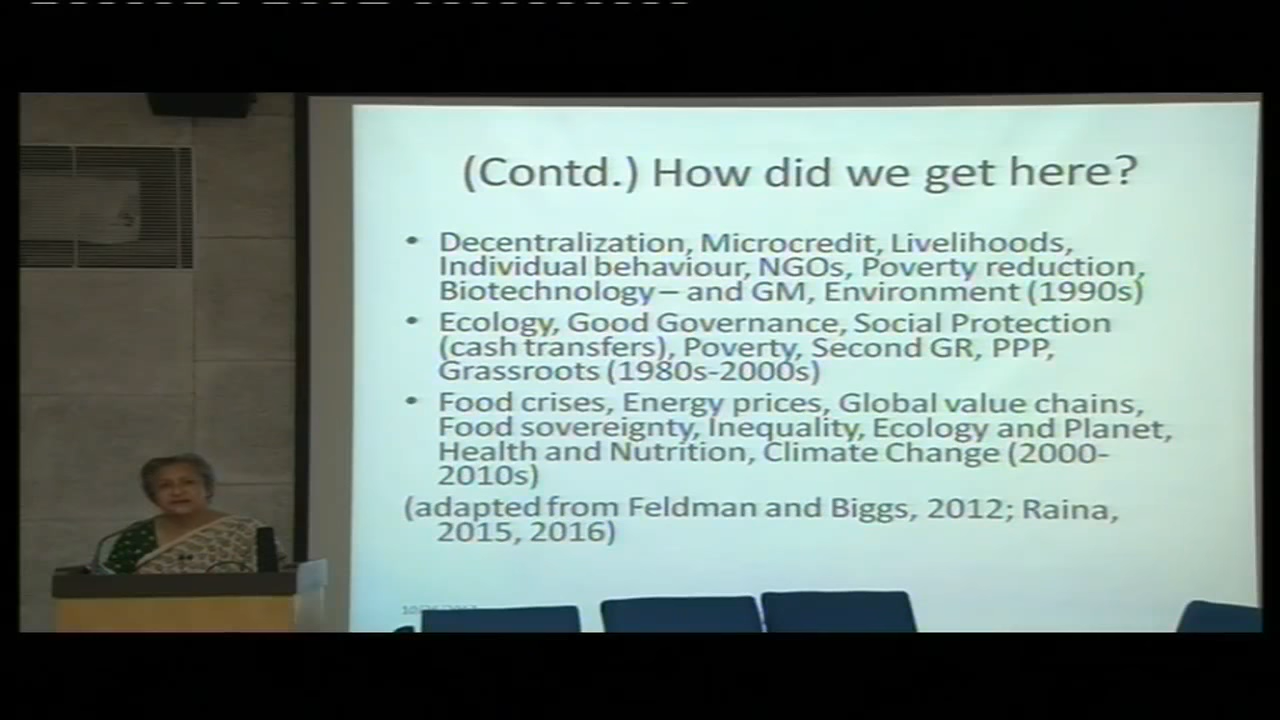 (Contd.) How did we get here?
• Decentralization, Microcredit, Livelihoods,
Individual behaviour, NGOs, Poverty reduction,
Biotechnology – and GM, Environment (1990s)
• Ecology, Good Governance, Social Protection
(cash transfers), Poverty, Second GR, PPP,
Grassroots (1980s-2000s)
• Food crises, Energy prices, Global value chains,
Food sovereignty, Inequality, Ecology and Planet,
Health and Nutrition, Climate Change (2000-
2010s)
(adapted from Feldman and Biggs, 2012; Raina,
2015, 2016)